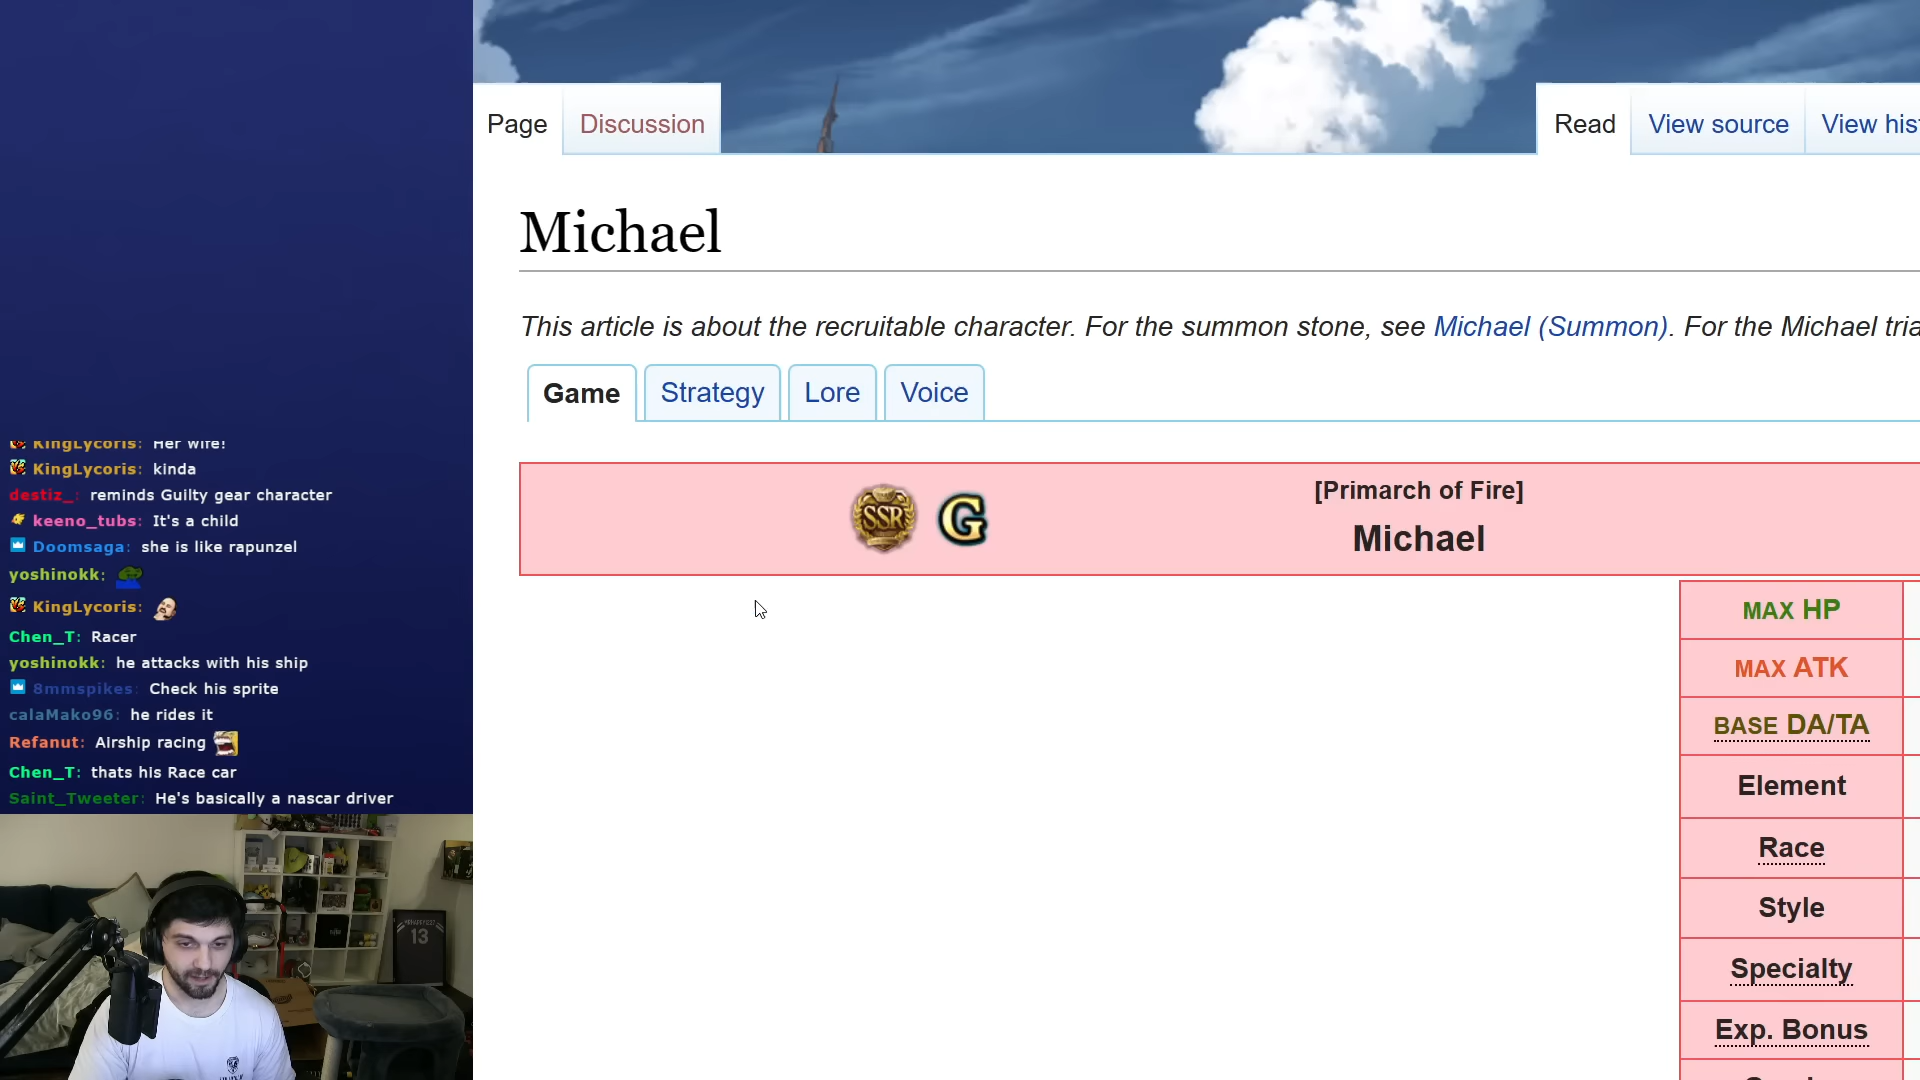 Page
Discussion
Read
View source
View his
Michael
This article is about the recruitable character. For the summon stone, see Michael (Summon). For the Michael tria
Game
Strategy
Lore
Voice
SSR
G
[Primarch of Fire]
Michael
MAX HP
MAX ATK
BASE DA/TA
Element
Race
Style
Specialty
Exp. Bonus
KingLycoris: Her wife!
KingLycoris: kinda
destiz_: reminds Guilty gear character
keeno_tubs: It's a child
Doomsaga: she is like rapunzel
yoshinokk:
KingLycoris:
Chen_T: Racer
yoshinokk: he attacks with his ship
8mmspikes: Check his sprite
calaMako96: he rides it
Refanut: Airship racing
Chen_T: thats his Race car
Saint_Tweeter: He's basically a nascar driver
13